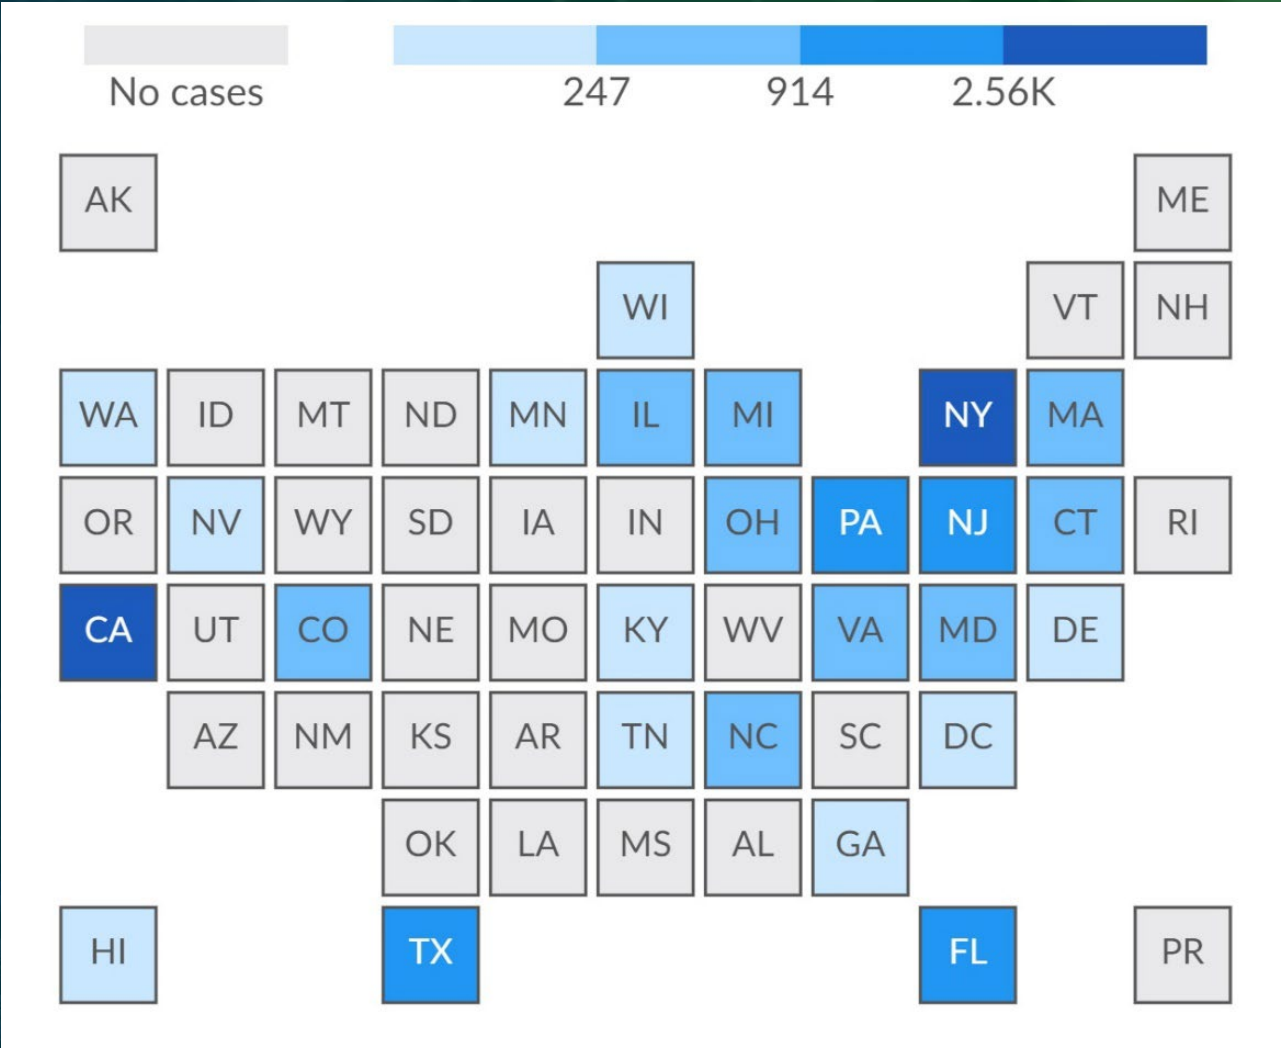 No cases 247 914 2.56K
AK ME
WI VT NH
WA ID MT ND MN IL MI NY MA
OR NV WY SD IA IN OH PA NJ CT RI
CA UT CO NE MO KY WV VA MD DE
AZ NM KS AR TN NC SC DC
OK LA MS AL GA
HI TX FL PR